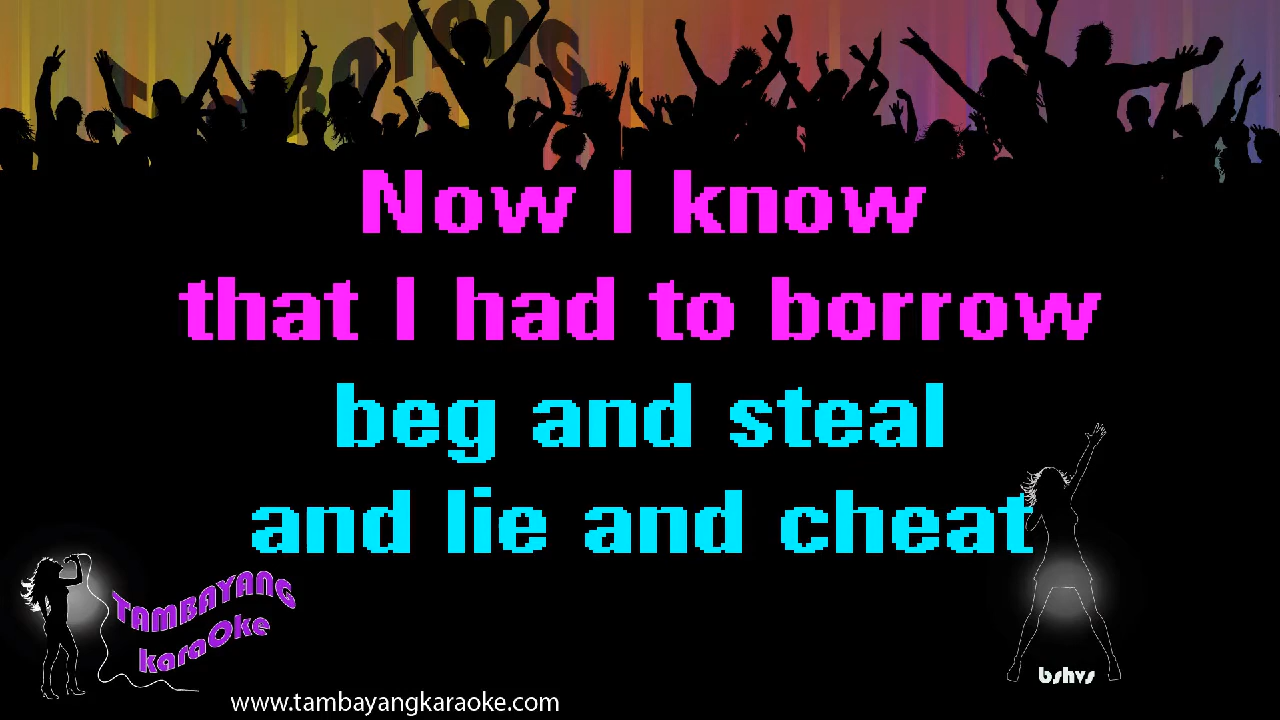 TAMBAYANG
Now I know
that I had to borrow
beg and steal
and lie and cheat
TAMBAYANG
karaOke
bshvs
www.tambayangkaraoke.com